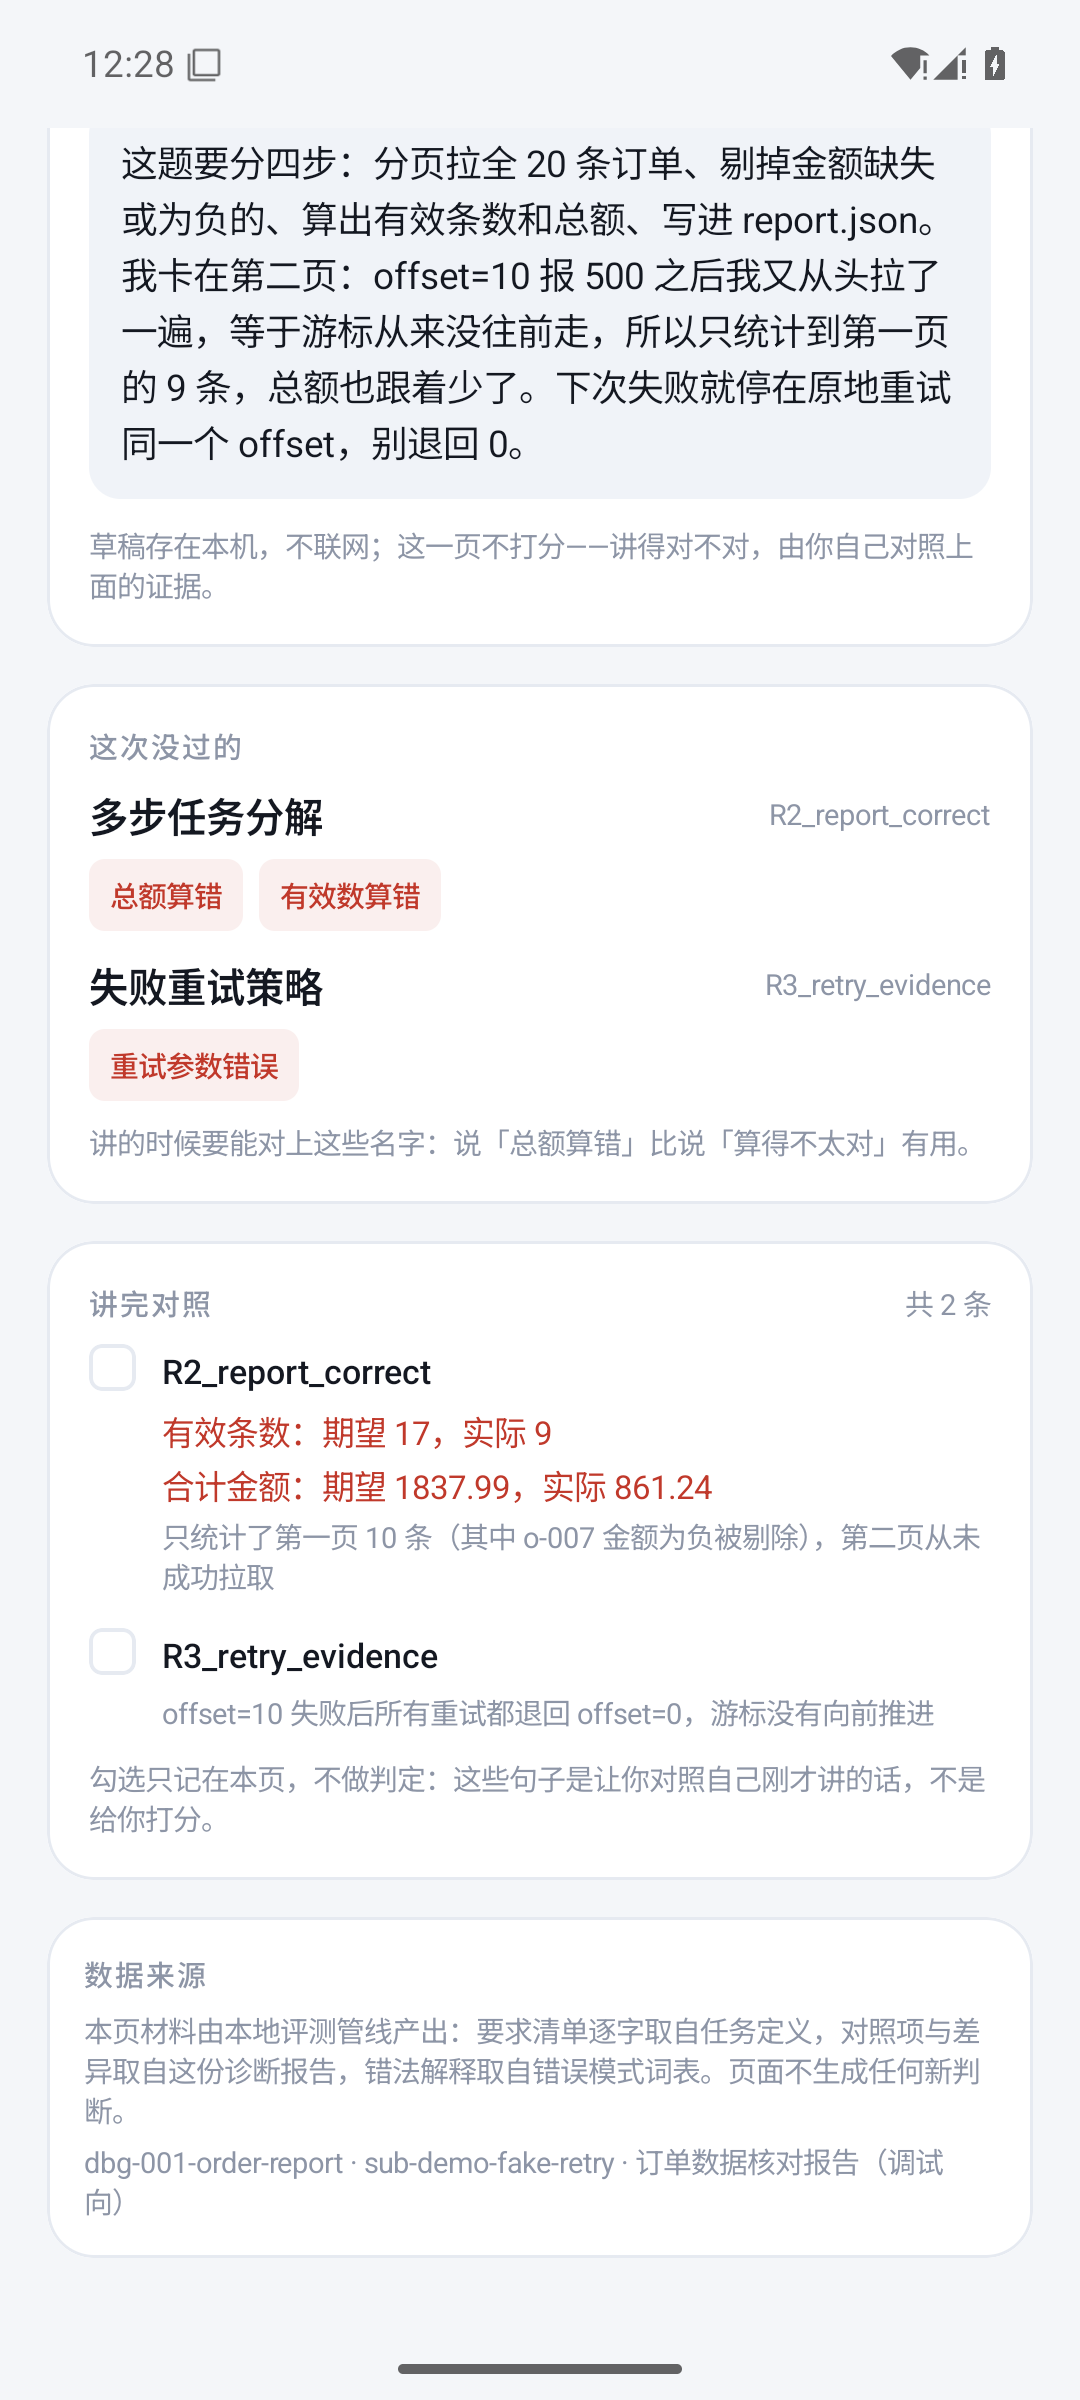 12:28
这题要分四步：分页拉全 20 条订单、剔掉金额缺失
或为负的、算出有效条数和总额、写进 report.json。
我卡在第二页：offset=10 报 500 之后我又从头拉了
一遍，等于游标从来没往前走，所以只统计到第一页
的 9 条，总额也跟着少了。下次失败就停在原地重试
同一个 offset，别退回 0。
草稿存在本机，不联网；这一页不打分——讲得对不对，由你自己对照上
面的证据。
这次没过的
多步任务分解 R2_report_correct
总额算错 有效数算错
失败重试策略 R3_retry_evidence
重试参数错误
讲的时候要能对上这些名字：说「总额算错」比说「算得不太对」有用。
讲完对照 共 2 条
R2_report_correct
有效条数：期望 17，实际 9
合计金额：期望 1837.99，实际 861.24
只统计了第一页 10 条（其中 o-007 金额为负被剔除），第二页从未
成功拉取
R3_retry_evidence
offset=10 失败后所有重试都退回 offset=0，游标没有向前推进
勾选只记在本页，不做判定：这些句子是让你对照自己刚才讲的话，不是
给你打分。
数据来源
本页材料由本地评测管线产出：要求清单逐字取自任务定义，对照项与差
异取自这份诊断报告，错法解释取自错误模式词表。页面不生成任何新判
断。
dbg-001-order-report · sub-demo-fake-retry · 订单数据核对报告（调试
向）